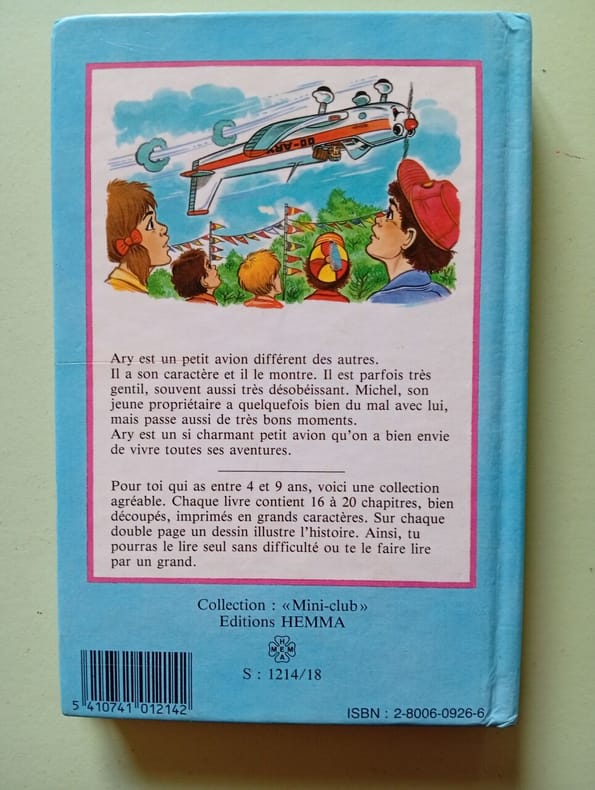 OO-ARY
Ary est un petit avion différent des autres.
Il a son caractère et il le montre. Il est parfois très
gentil, souvent aussi très désobéissant. Michel, son
jeune propriétaire a quelquefois bien du mal avec lui,
mais passe aussi de très bons moments.
Ary est un si charmant petit avion qu'on a bien envie
de vivre toutes ses aventures.
Pour toi qui as entre 4 et 9 ans, voici une collection
agréable. Chaque livre contient 16 à 20 chapitres, bien
découpés, imprimés en grands caractères. Sur chaque
double page un dessin illustre l'histoire. Ainsi, tu
pourras le lire seul sans difficulté ou te le faire lire
par un grand.
Collection : «Mini-club»
Editions HEMMA
HEMMA
S : 1214/18
5 410741 012142
ISBN : 2-8006-0926-6